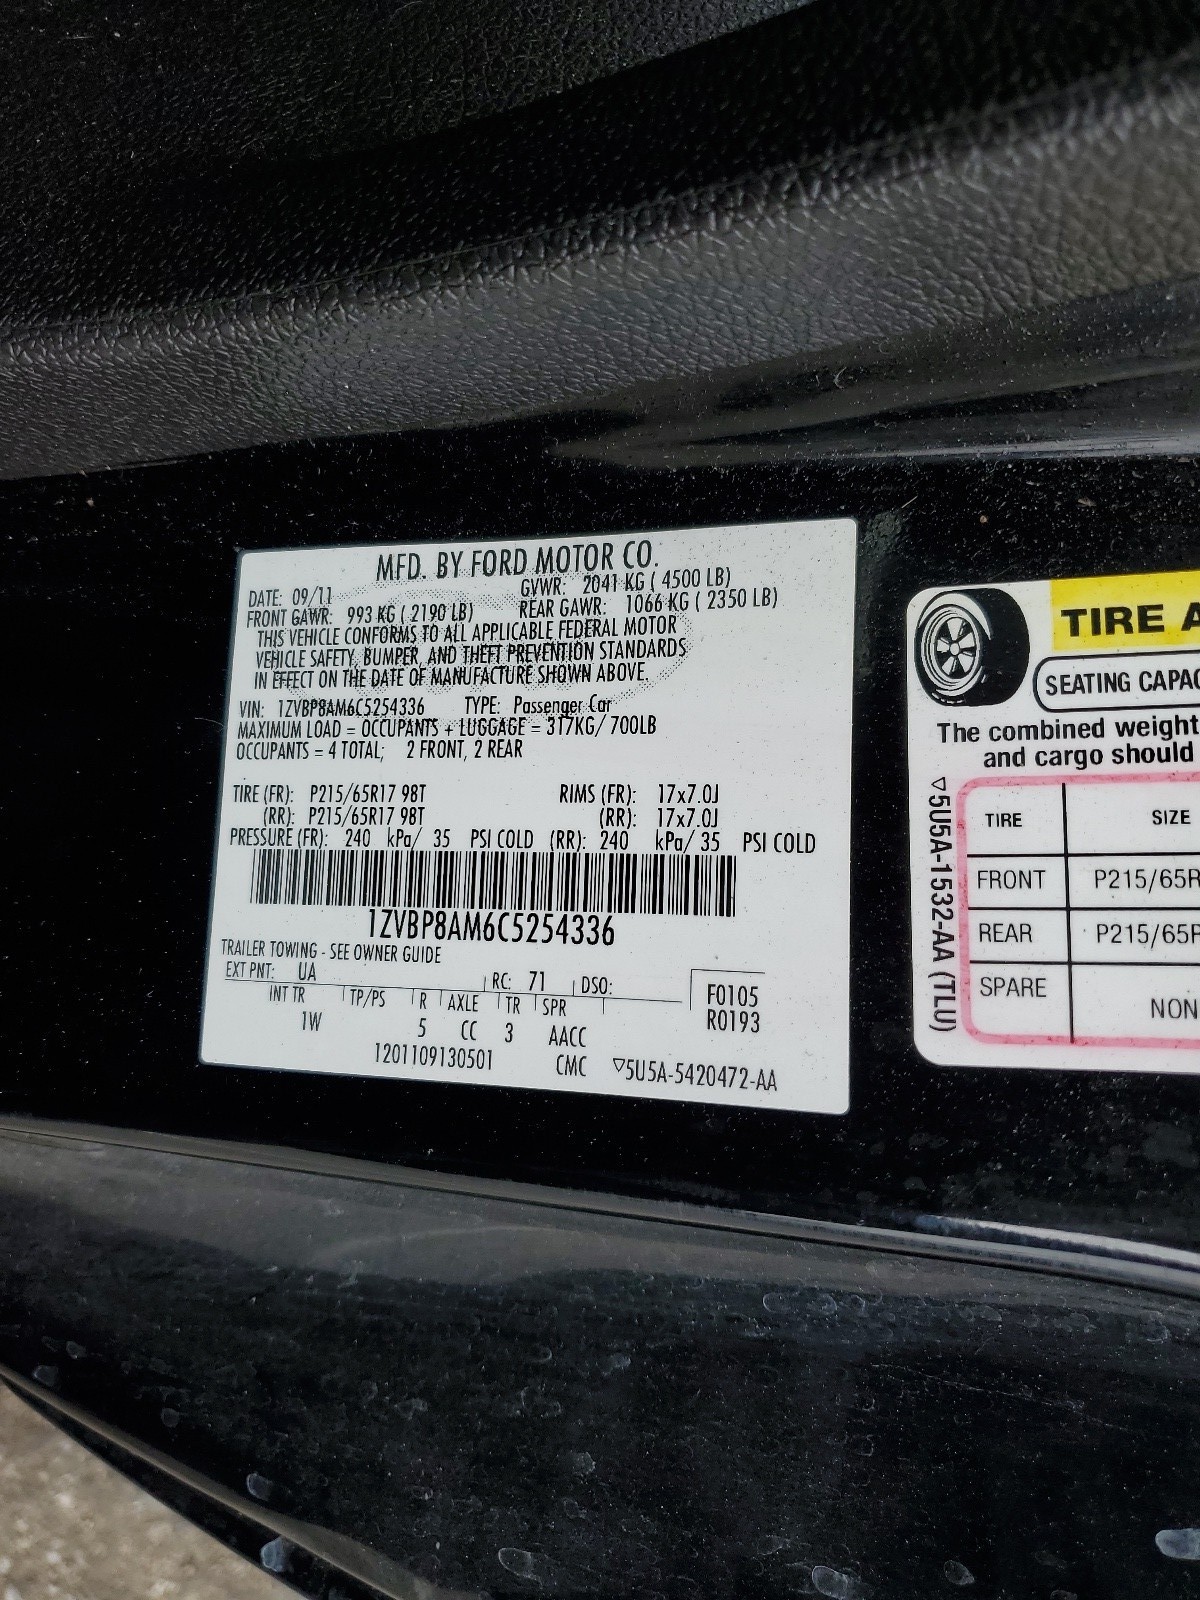 MFD. BY FORD MOTOR CO.
DATE: 09/11 GVWR: 2041 KG ( 4500 LB)
FRONT GAWR: 993 KG ( 2190 LB) REAR GAWR: 1066 KG ( 2350 LB)
THIS VEHICLE CONFORMS TO ALL APPLICABLE FEDERAL MOTOR
VEHICLE SAFETY, BUMPER, AND THEFT PREVENTION STANDARDS
IN EFFECT ON THE DATE OF MANUFACTURE SHOWN ABOVE.
VIN: 1ZVBP8AM6C5254336 TYPE: Passenger Car
MAXIMUM LOAD = OCCUPANTS + LUGGAGE = 317KG/ 700LB
OCCUPANTS = 4 TOTAL; 2 FRONT, 2 REAR
TIRE (FR): P215/65R17 98T RIMS (FR): 17x7.0J
(RR): P215/65R17 98T (RR): 17x7.0J
PRESSURE (FR): 240 kPa/ 35 PSI COLD (RR): 240 kPa/ 35 PSI COLD
1ZVBP8AM6C5254336
TRAILER TOWING - SEE OWNER GUIDE
EXT PNT: UA RC: 71 DSO:
INT TR TP/PS R AXLE TR SPR
1W 5 CC 3 AACC
F0105
R0193
1201109130501 CMC ▽5U5A-5420472-AA
TIRE A
SEATING CAPAC
The combined weight
and cargo should
▽5U5A-1532-AA (TLU)
TIRE SIZE
FRONT P215/65R
REAR P215/65R
SPARE NON